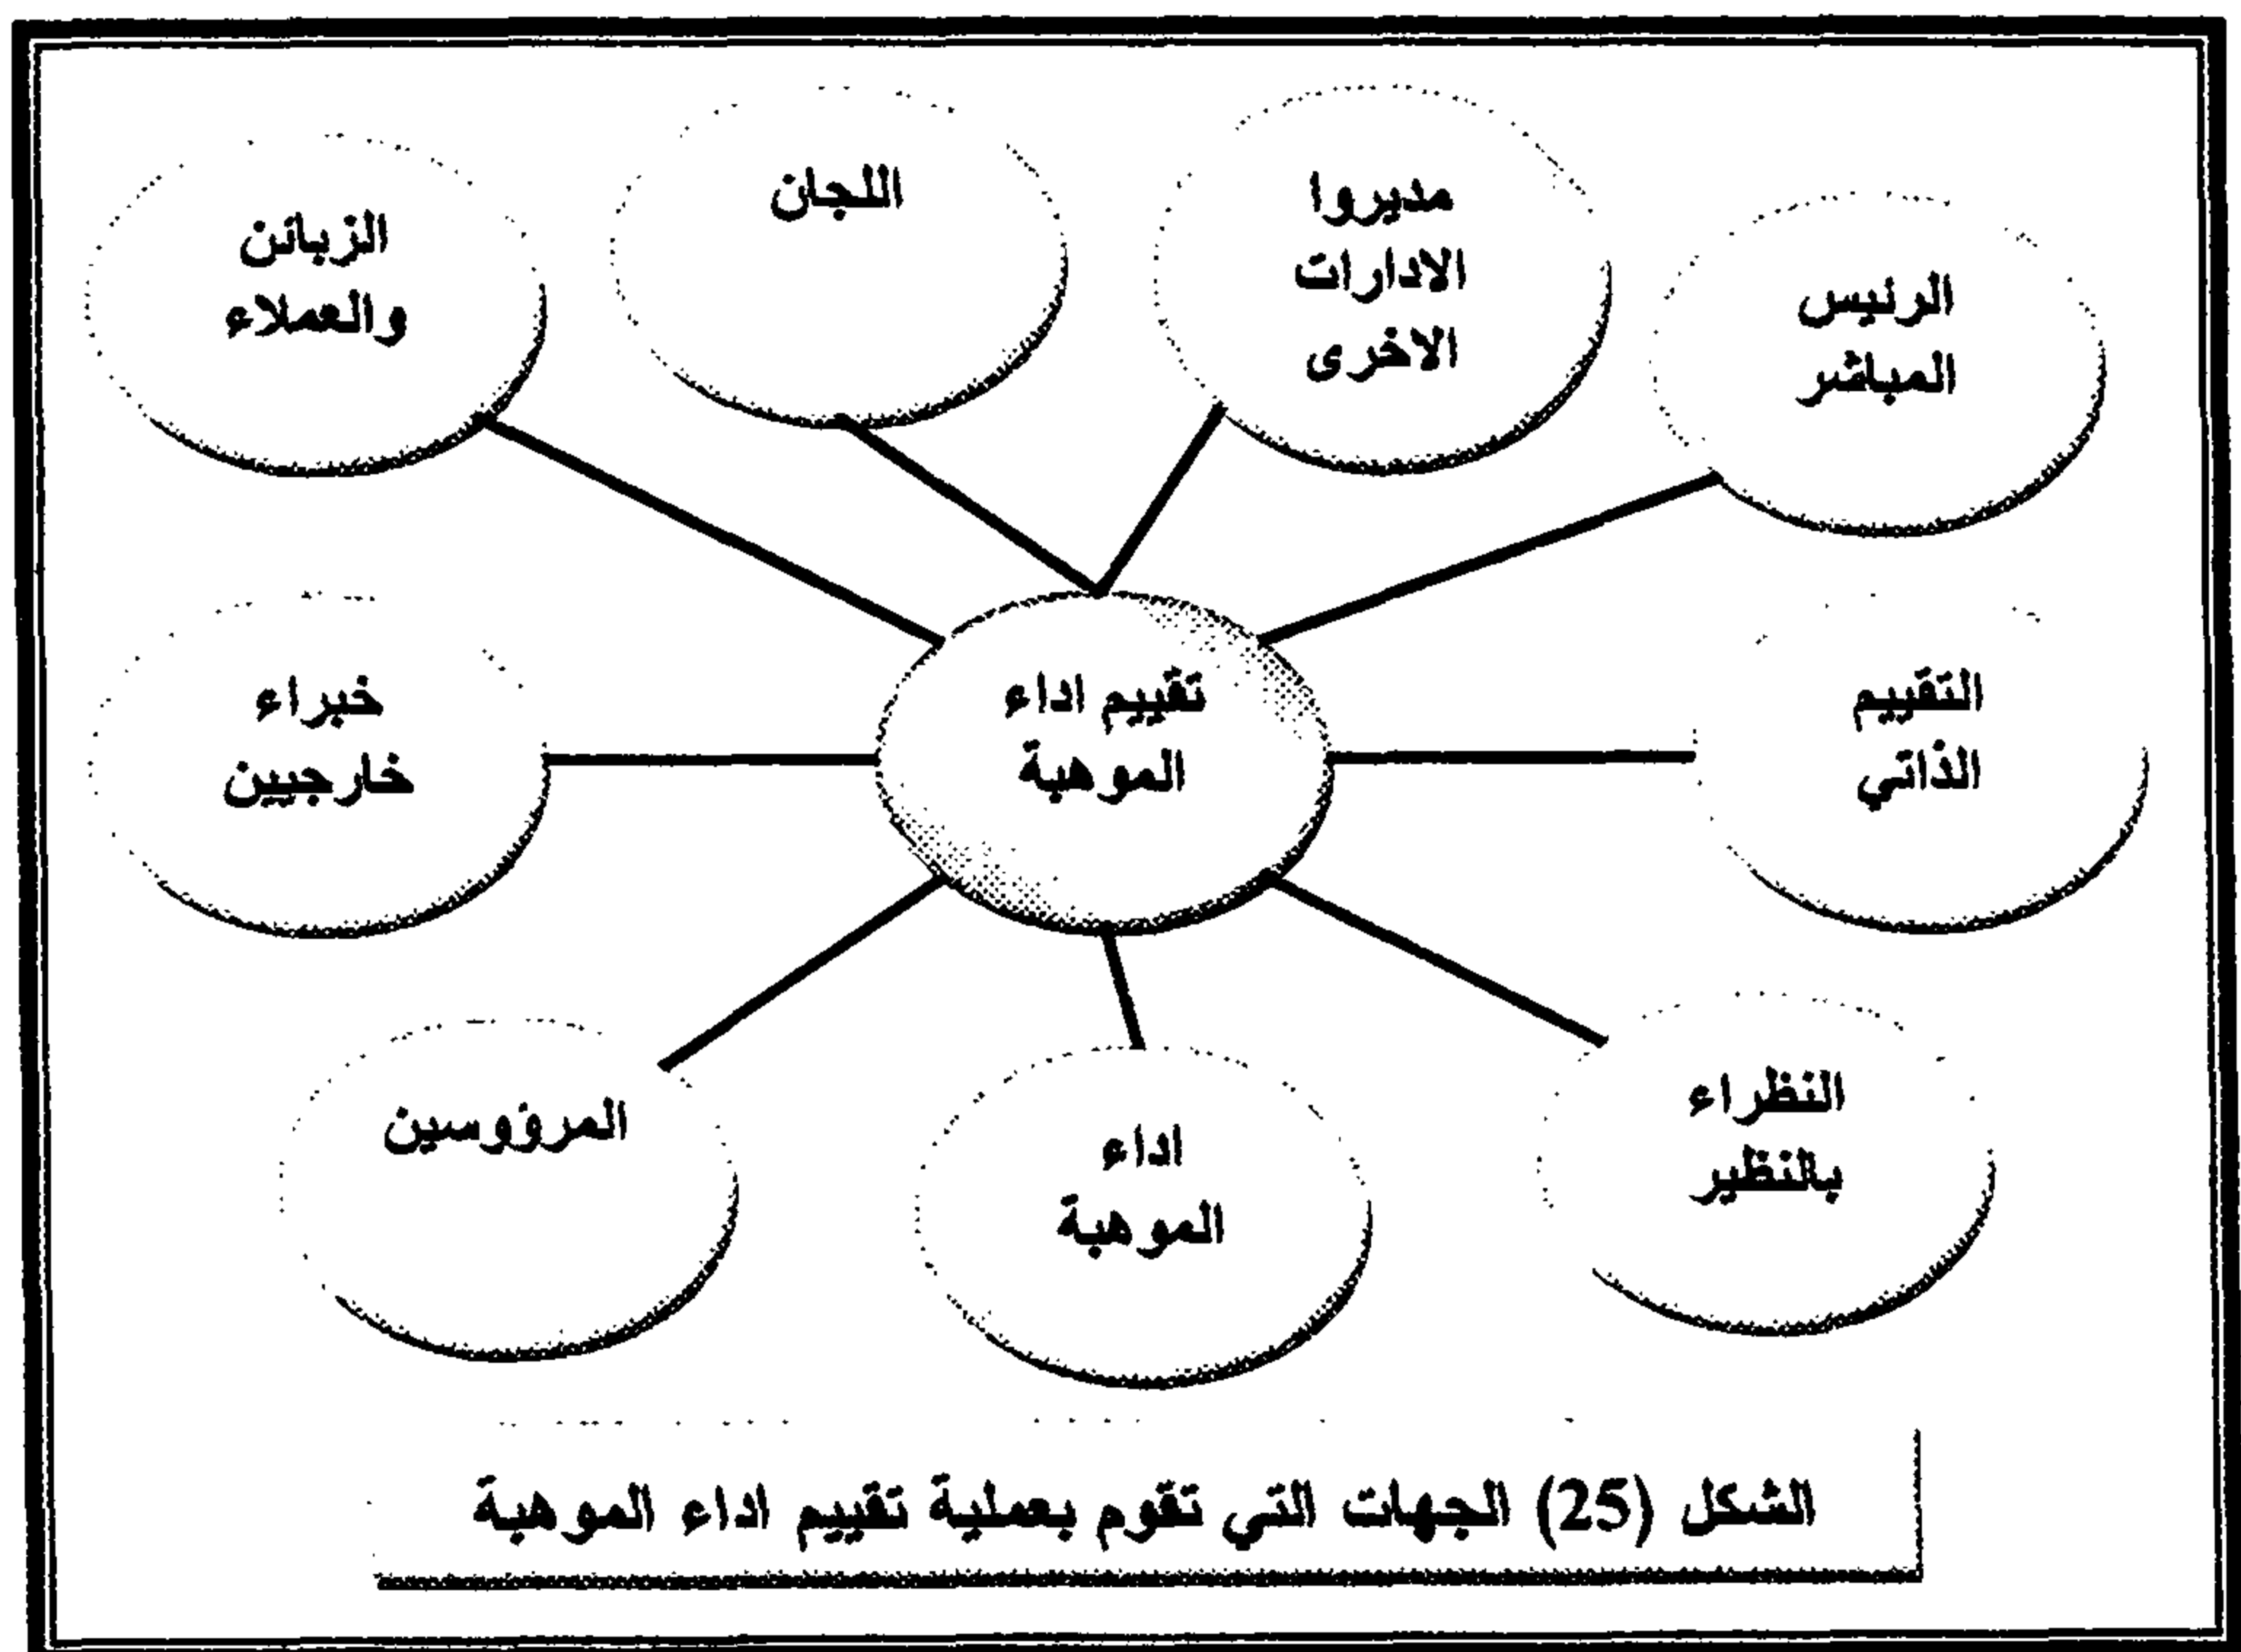 مديروا
الادارات
الاخرى
اللجان
الزبائن
والعملاء
الرئيس
المباشر
التقييم
الذاتي
تقييم اداء
الموهبة
خبراء
خارجيين
النظراء
بالنظير
اداء
الموهبة
المرؤوسين
الشكل (25) الجهات التي تقوم بعملية تقييم اداء الموهبة